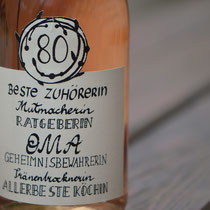 80
BESTE ZUHÖRERIN
Mutmacherin
RATGEBERIN
OMA
GEHEIMNISBEWAHRERIN
Tränentrocknerin
ALLERBESTE KÖCHIN